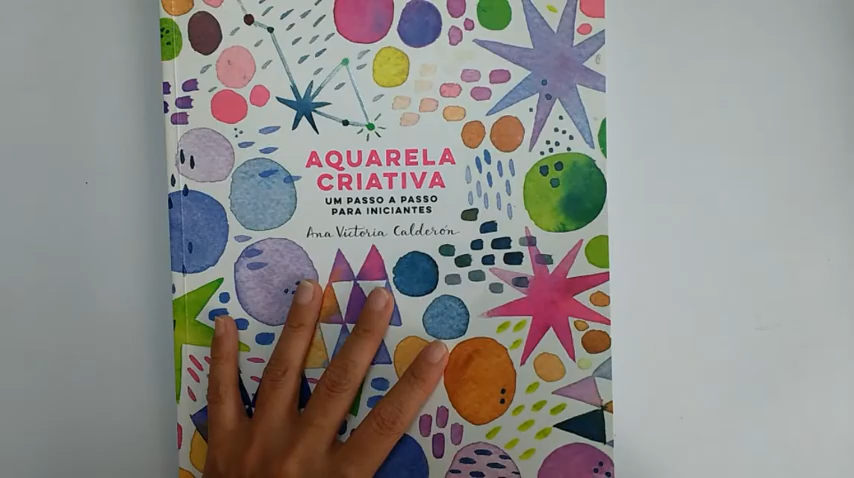 AQUARELA
CRIATIVA
UM PASSO A PASSO
PARA INICIANTES
Ana Victoria Calderón